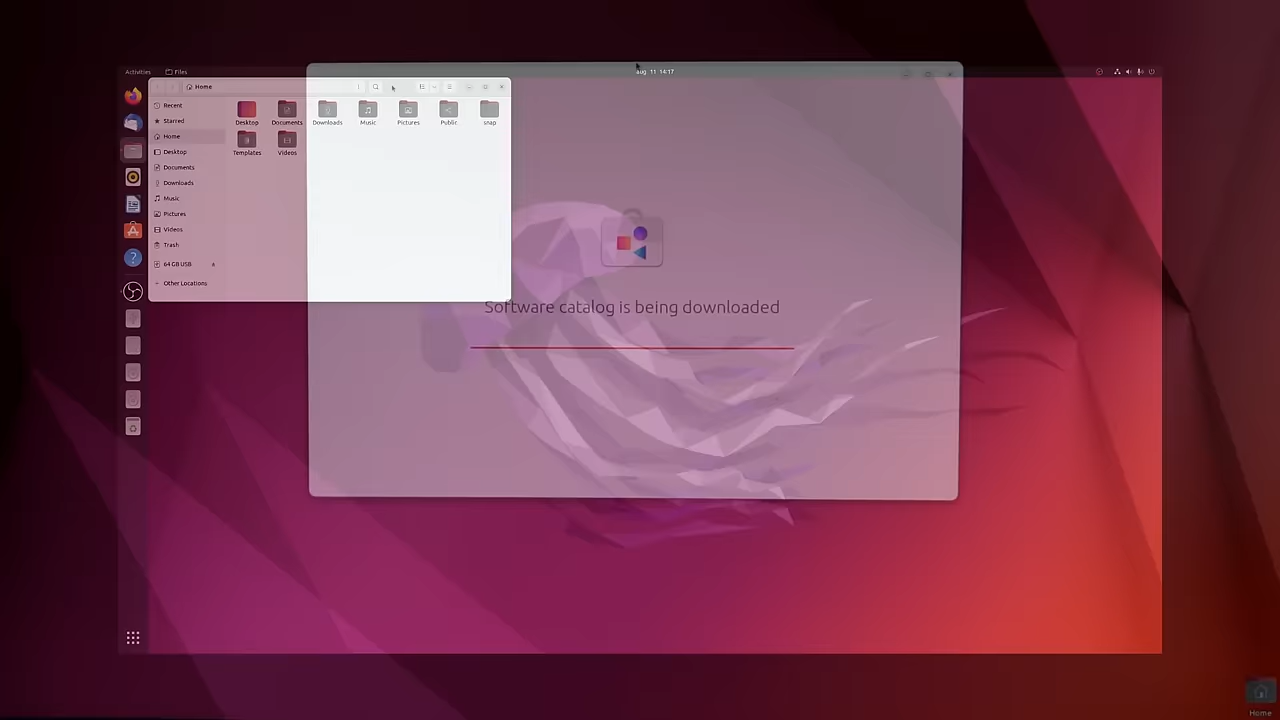 Activities
Files
aug. 11 14:17
Home
Recent
Starred
Home
Desktop
Documents
Downloads
Music
Pictures
Videos
Trash
64 GB USB
Other Locations
Desktop
Documents
Downloads
Music
Pictures
Public
snap
Templates
Videos
Software catalog is being downloaded
Home